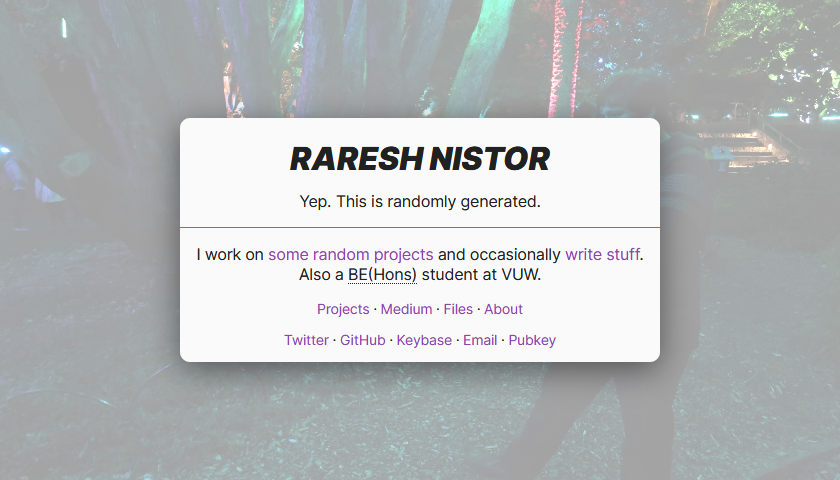 RARESH NISTOR
Yep. This is randomly generated.
I work on some random projects and occasionally write stuff.
Also a BE(Hons) student at VUW.
Projects · Medium · Files · About
Twitter · GitHub · Keybase · Email · Pubkey